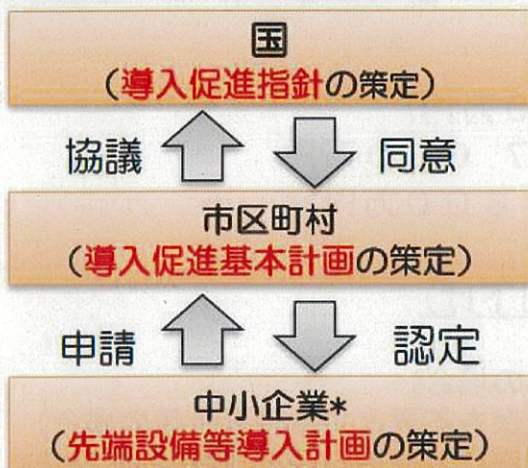 国
（導入促進指針の策定）
協議 同意
市区町村
（導入促進基本計画の策定）
申請 認定
中小企業*
（先端設備等導入計画の策定）